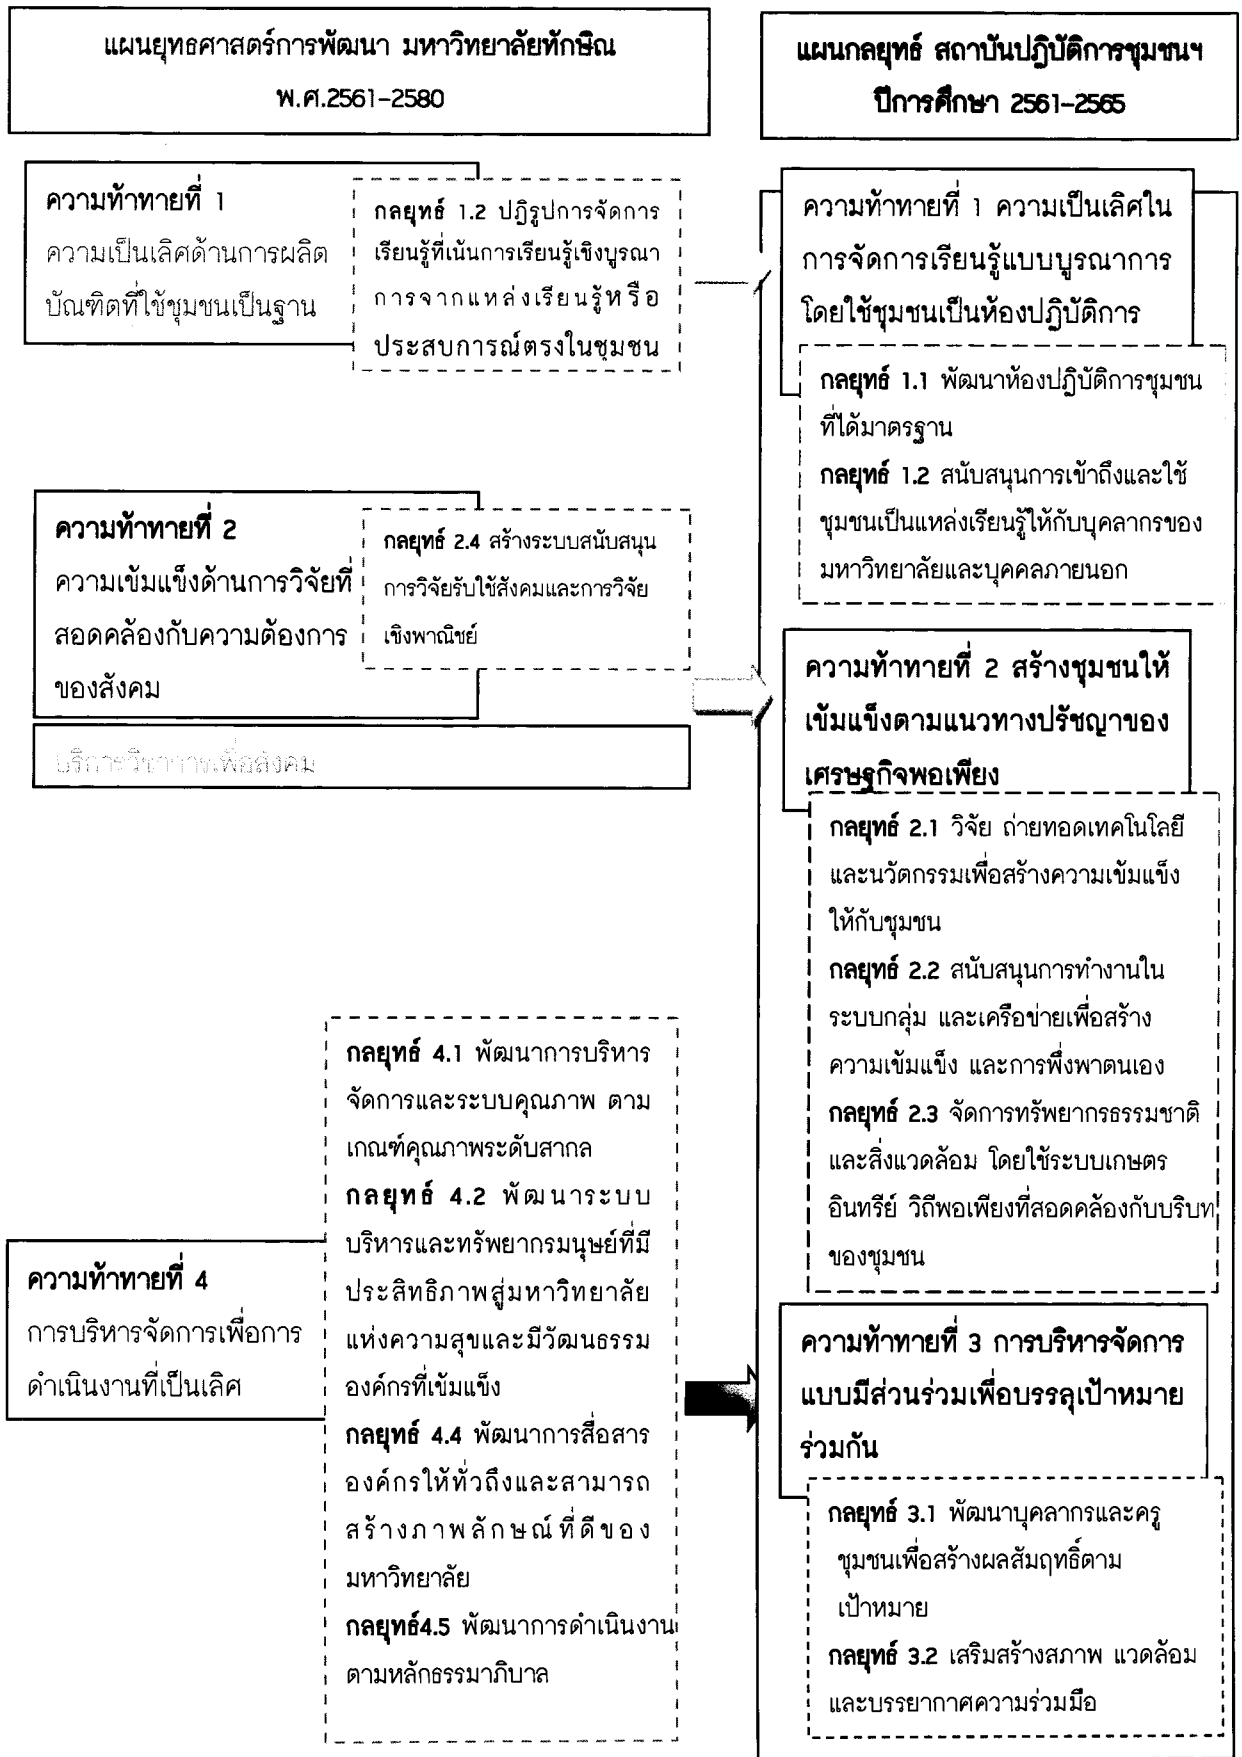 แผนยุทธศาสตร์การพัฒนา มหาวิทยาลัยทักษิณ
พ.ศ.2561-2580
แผนกลยุทธ์ สถาบันปฏิบัติการชุมชนฯ
ปีการศึกษา 2561-2565
ความท้าทายที่ 1
ความเป็นเลิศด้านการผลิต
บัณฑิตที่ใช้ชุมชนเป็นฐาน
กลยุทธ์ 1.2 ปฏิรูปการจัดการ
เรียนรู้ที่เน้นการเรียนรู้เชิงบูรณา
การจากแหล่งเรียนรู้หรือ
ประสบการณ์ตรงในชุมชน
ความท้าทายที่ 1 ความเป็นเลิศใน
การจัดการเรียนรู้แบบบูรณาการ
โดยใช้ชุมชนเป็นห้องปฏิบัติการ
กลยุทธ์ 1.1 พัฒนาห้องปฏิบัติการชุมชน
ที่ได้มาตรฐาน
กลยุทธ์ 1.2 สนับสนุนการเข้าถึงและใช้
ชุมชนเป็นแหล่งเรียนรู้ให้กับบุคลากรของ
มหาวิทยาลัยและบุคคลภายนอก
ความท้าทายที่ 2
ความเข้มแข็งด้านการวิจัยที่
สอดคล้องกับความต้องการ
ของสังคม
กลยุทธ์ 2.4 สร้างระบบสนับสนุน
การวิจัยรับใช้สังคมและการวิจัย
เชิงพาณิชย์
บริการวิชาการเพื่อสังคม
ความท้าทายที่ 2 สร้างชุมชนให้
เข้มแข็งตามแนวทางปรัชญาของ
เศรษฐกิจพอเพียง
กลยุทธ์ 2.1 วิจัย ถ่ายทอดเทคโนโลยี
และนวัตกรรมเพื่อสร้างความเข้มแข็ง
ให้กับชุมชน
กลยุทธ์ 2.2 สนับสนุนการทำงานใน
ระบบกลุ่ม และเครือข่ายเพื่อสร้าง
ความเข้มแข็ง และการพึ่งพาตนเอง
กลยุทธ์ 2.3 จัดการทรัพยากรธรรมชาติ
และสิ่งแวดล้อม โดยใช้ระบบเกษตร
อินทรีย์ วิถีพอเพียงที่สอดคล้องกับบริบท
ของชุมชน
ความท้าทายที่ 4
การบริหารจัดการเพื่อการ
ดำเนินงานที่เป็นเลิศ
กลยุทธ์ 4.1 พัฒนาการบริหาร
จัดการและระบบคุณภาพ ตาม
เกณฑ์คุณภาพระดับสากล
กลยุทธ์ 4.2 พัฒนาระบบ
บริหารและทรัพยากรมนุษย์ที่มี
ประสิทธิภาพสู่มหาวิทยาลัย
แห่งความสุขและมีวัฒนธรรม
องค์กรที่เข้มแข็ง
กลยุทธ์ 4.4 พัฒนาการสื่อสาร
องค์กรให้ทั่วถึงและสามารถ
สร้างภาพลักษณ์ที่ดีของ
มหาวิทยาลัย
กลยุทธ์4.5 พัฒนาการดำเนินงาน
ตามหลักธรรมาภิบาล
ความท้าทายที่ 3 การบริหารจัดการ
แบบมีส่วนร่วมเพื่อบรรลุเป้าหมาย
ร่วมกัน
กลยุทธ์ 3.1 พัฒนาบุคลากรและครู
ชุมชนเพื่อสร้างผลสัมฤทธิ์ตาม
เป้าหมาย
กลยุทธ์ 3.2 เสริมสร้างสภาพ แวดล้อม
และบรรยากาศความร่วมมือ